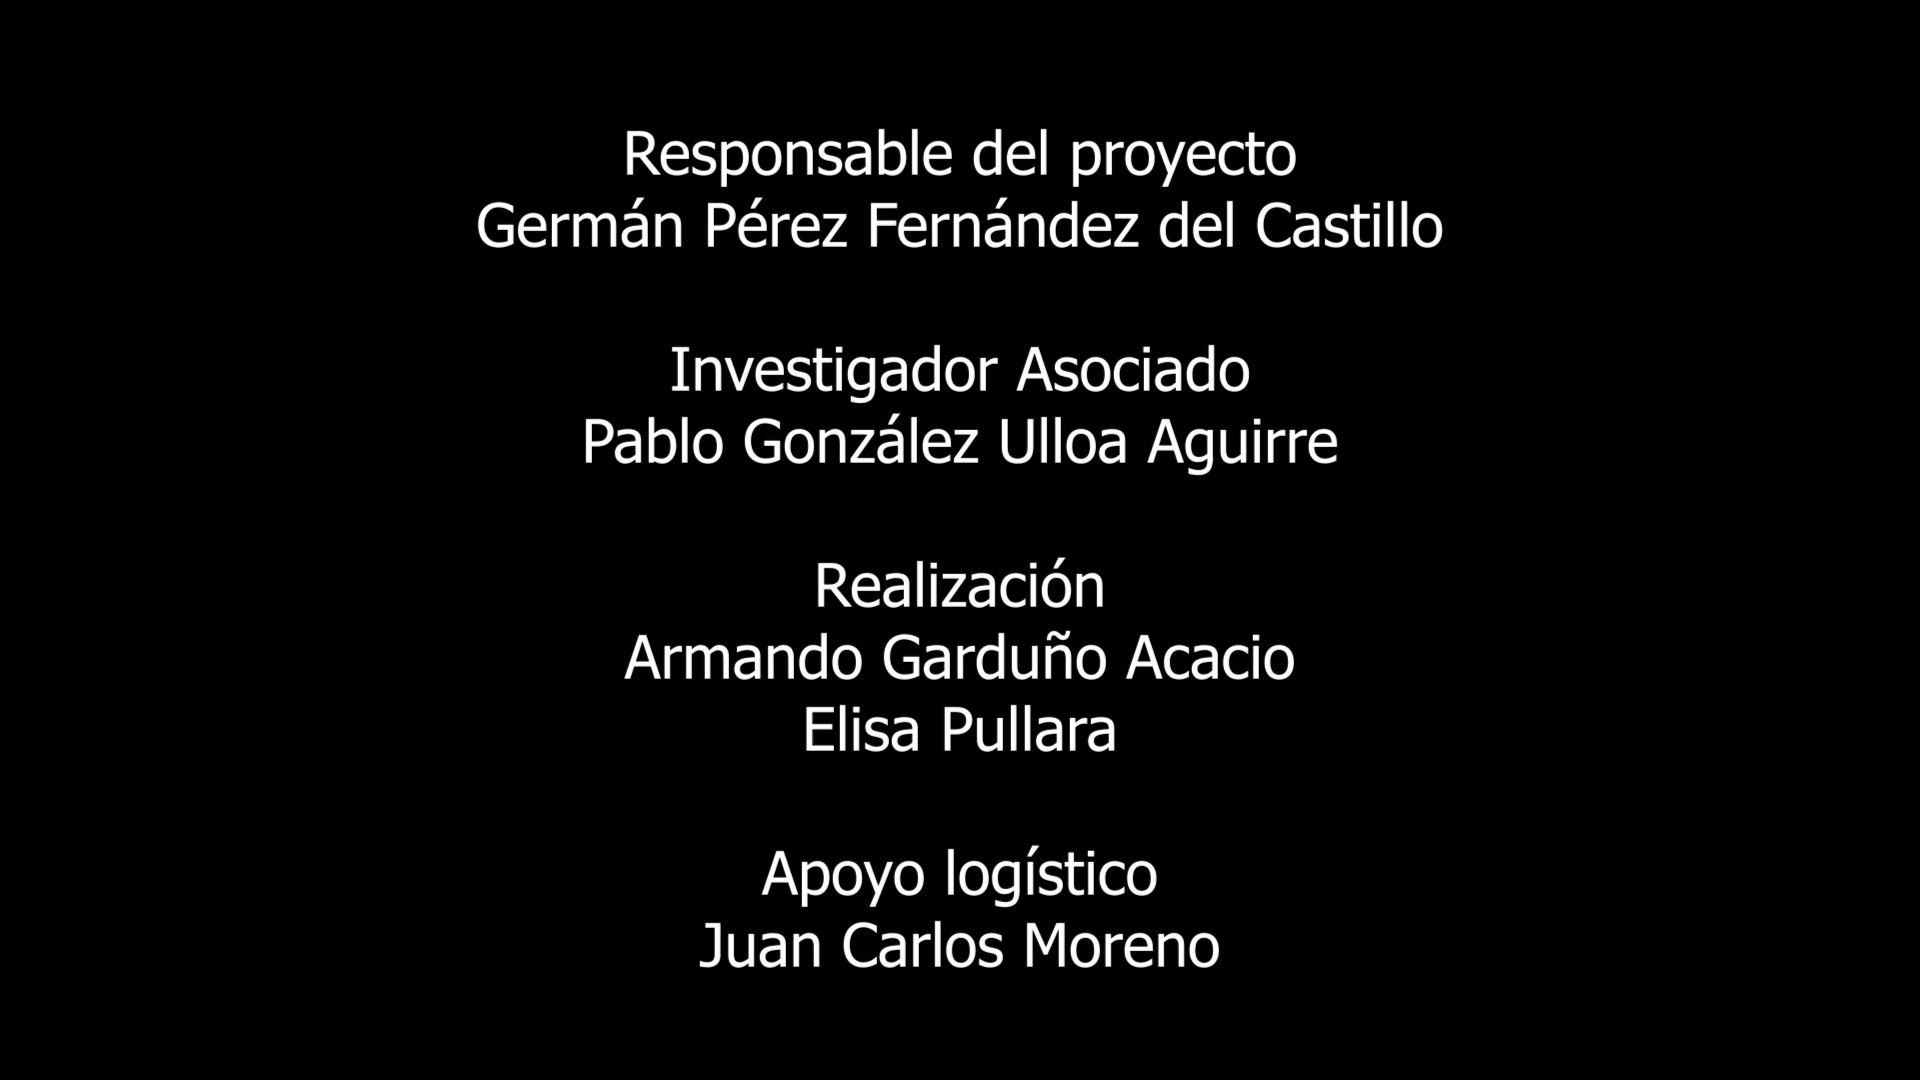 Responsable del proyecto
Germán Pérez Fernández del Castillo
Investigador Asociado
Pablo González Ulloa Aguirre
Realización
Armando Garduño Acacio
Elisa Pullara
Apoyo logístico
Juan Carlos Moreno